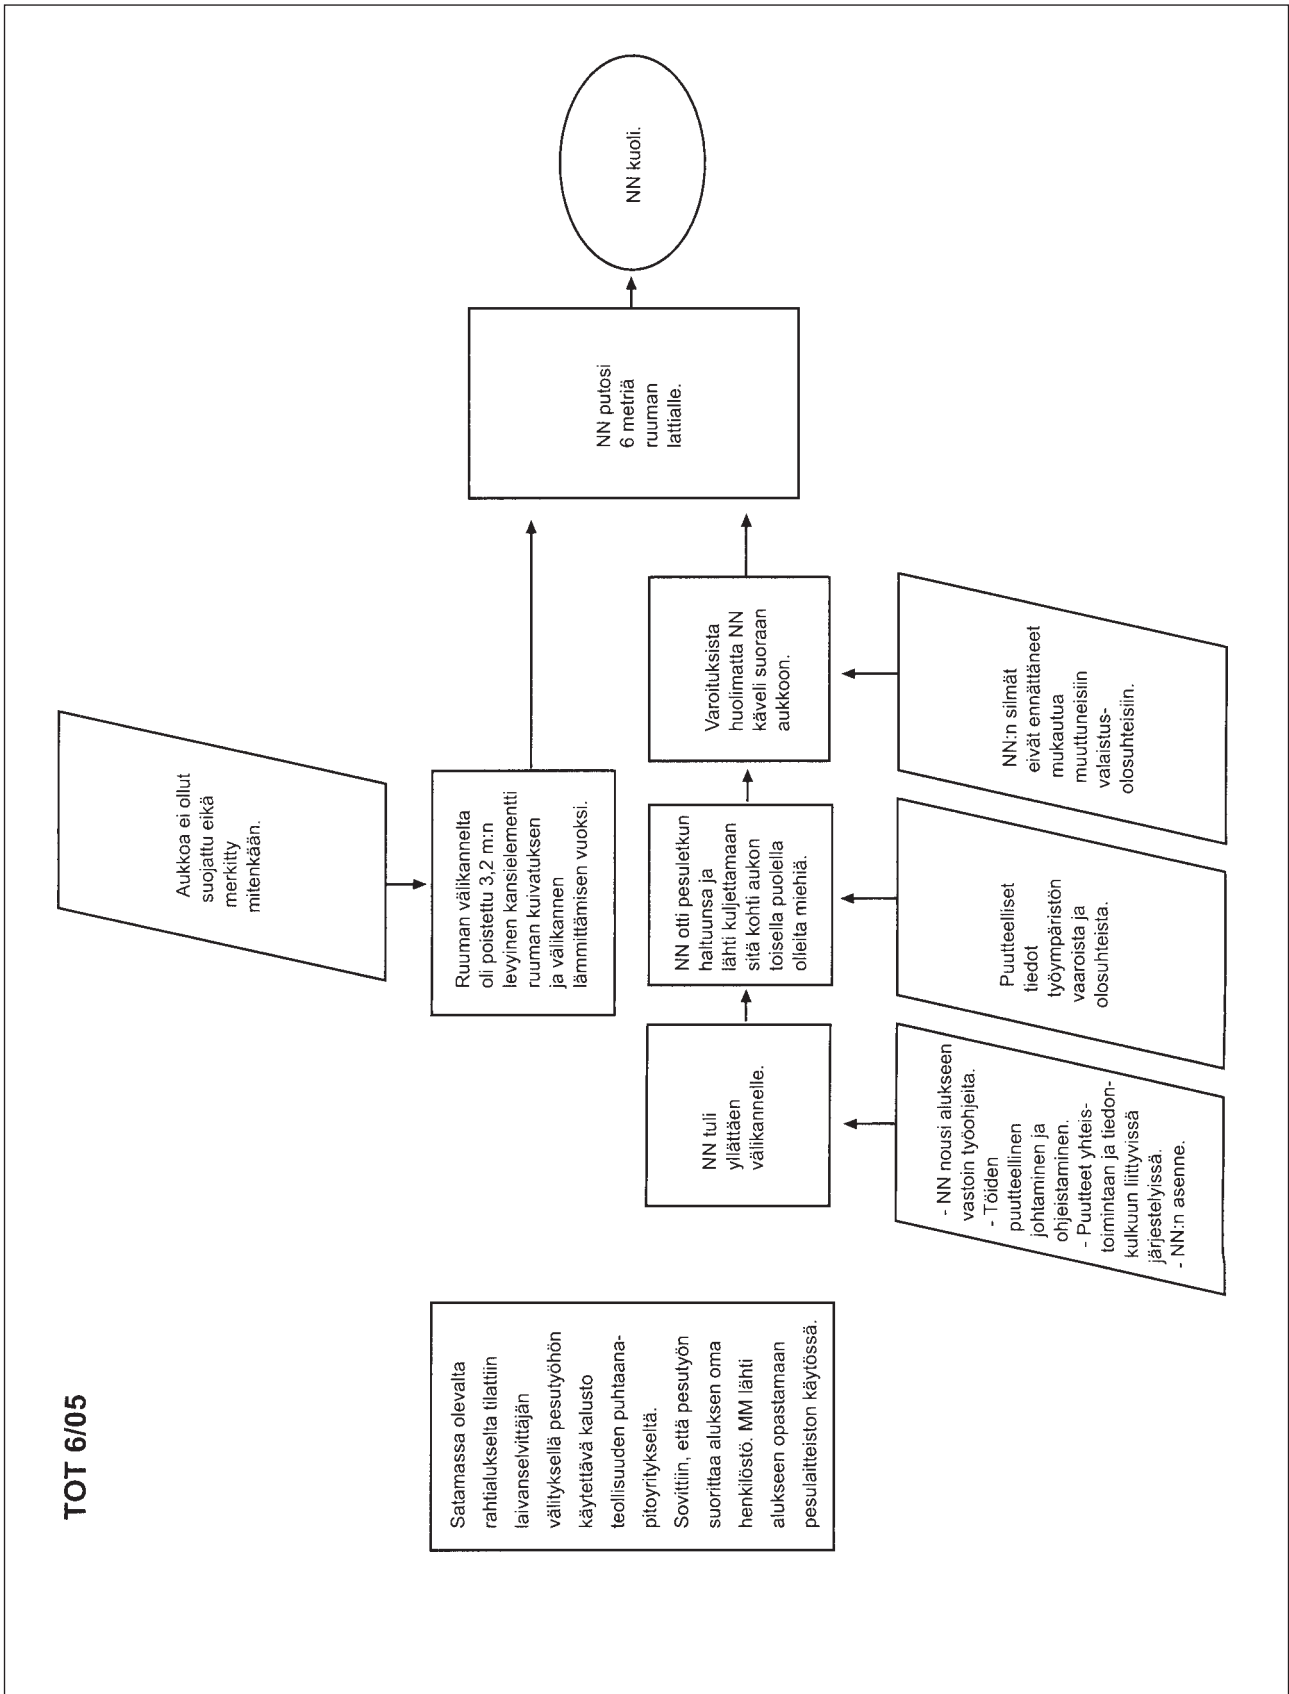 TOT 6/05
Satamassa olevalta
rahtialukselta tilattiin
laivanselvittäjän
välityksellä pesutyöhön
käytettävä kalusto
teollisuuden puhtaana-
pitoyritykseltä.
Sovittiin, että pesutyön
suorittaa aluksen oma
henkilöstö. MM lähti
alukseen opastamaan
pesulaitteiston käytössä.
Aukkoa ei ollut
suojattu eikä
merkitty
mitenkään.
Ruuman välikannelta
oli poistettu 3,2 m:n
levyinen kansielementti
ruuman kuivatuksen
ja välikannen
lämmittämisen vuoksi.
NN tuli
yllättäen
välikannelle.
NN otti pesuletkun
haltuunsa ja
lähti kuljettamaan
sitä kohti aukon
toisella puolella
olleita miehiä.
Varoituksista
huolimatta NN
käveli suoraan
aukkoon.
- NN nousi alukseen
vastoin työohjeita.
- Töiden
puutteellinen
johtaminen ja
ohjeistaminen.
- Puutteet yhteis-
toimintaan ja tiedon-
kulkuun liittyvissä
järjestelyissä.
- NN:n asenne.
Puutteelliset
tiedot
työympäristön
vaaroista ja
olosuhteista.
NN:n silmät
eivät ennättäneet
mukautua
muuttuneisiin
valaistus-
olosuhteisiin.
NN putosi
6 metriä
ruuman
lattialle.
NN kuoli.